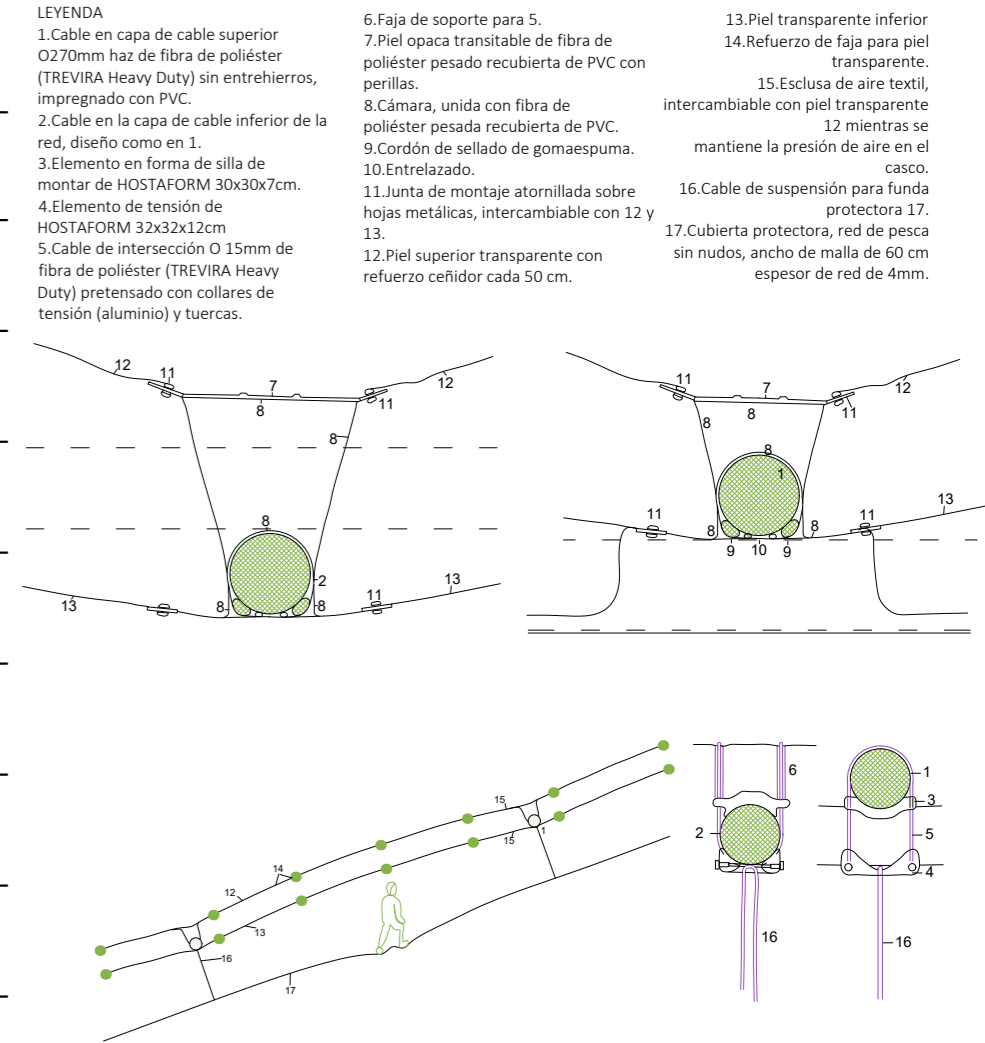 LEYENDA
1.Cable en capa de cable superior
O270mm haz de fibra de poliéster
(TREVIRA Heavy Duty) sin entrehierros,
impregnado con PVC.
2.Cable en la capa de cable inferior de la
red, diseño como en 1.
3.Elemento en forma de silla de
montar de HOSTAFORM 30x30x7cm.
4.Elemento de tensión de
HOSTAFORM 32x32x12cm
5.Cable de intersección O 15mm de
fibra de poliéster (TREVIRA Heavy
Duty) pretensado con collares de
tensión (aluminio) y tuercas.
6.Faja de soporte para 5.
7.Piel opaca transitable de fibra de
poliéster pesado recubierta de PVC con
perillas.
8.Cámara, unida con fibra de
poliéster pesada recubierta de PVC.
9.Cordón de sellado de gomaespuma.
10.Entrelazado.
11.Junta de montaje atornillada sobre
hojas metálicas, intercambiable con 12 y
13.
12.Piel superior transparente con
refuerzo ceñidor cada 50 cm.
13.Piel transparente inferior
14.Refuerzo de faja para piel
transparente.
15.Esclusa de aire textil,
intercambiable con piel transparente
12 mientras se
mantiene la presión de aire en el
casco.
16.Cable de suspensión para funda
protectora 17.
17.Cubierta protectora, red de pesca
sin nudos, ancho de malla de 60 cm
espesor de red de 4mm.
12
11
7
12
8
11
8
8
2
13
13
11
8
8
11
7
12
8
11
8
8
1
13
11
11
8
8
9
10
9
15
1
15
14
12
13
16
17
6
2
16
1
3
5
4
16